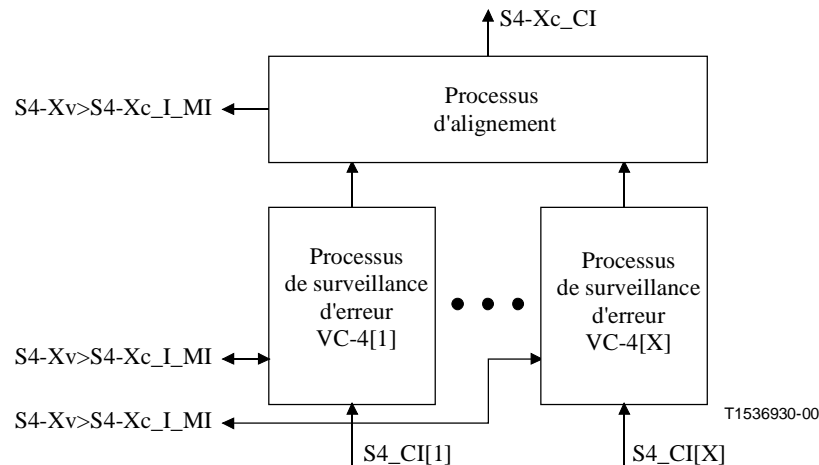 S4-Xc_CI
S4-Xv>S4-Xc_I_MI
Processus
d'alignement
Processus
de surveillance
d'erreur
VC-4[1]
Processus
de surveillance
d'erreur
VC-4[X]
S4-Xv>S4-Xc_I_MI
S4-Xv>S4-Xc_I_MI
T1536930-00
S4_CI[1]
S4_CI[X]